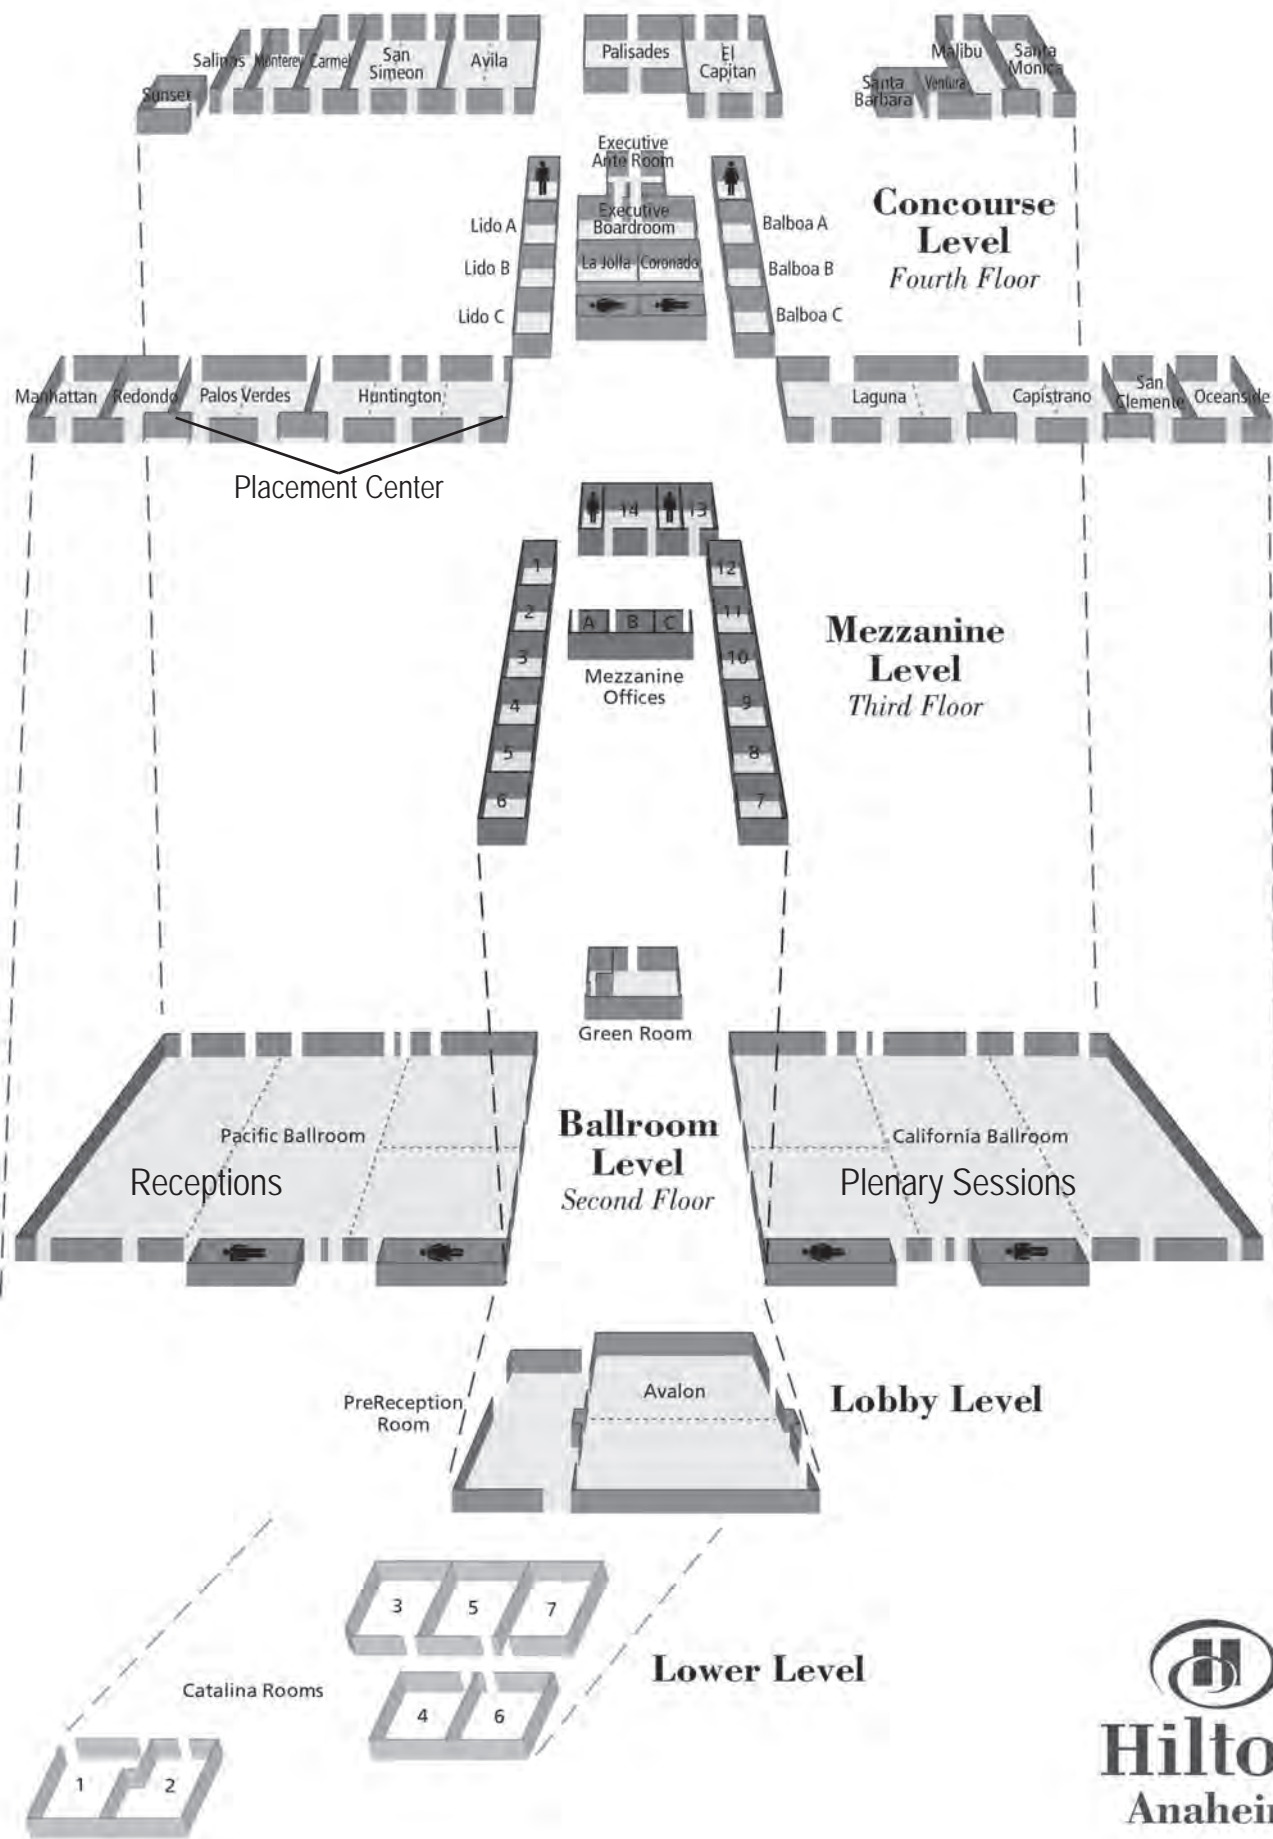 Salinas
Monterey
Carmel
San
Simeon
Avila
Sunset
Palisades
El
Capitan
Malibu
Santa
Monica
Santa
Barbara
Ventura
Executive
Ante Room
Executive
Boardroom
Lido A
Lido B
Lido C
La Jolla
Coronado
Balboa A
Balboa B
Balboa C
Concourse
Level
Fourth Floor
Manhattan
Redondo
Palos Verdes
Huntington
Laguna
Capistrano
San
Clemente
Oceanside
Placement Center
14
13
1
2
3
4
5
6
A
B
C
Mezzanine
Offices
12
11
10
9
8
7
Mezzanine
Level
Third Floor
Green Room
Pacific Ballroom
Receptions
Ballroom
Level
Second Floor
California Ballroom
Plenary Sessions
PreReception
Room
Avalon
Lobby Level
3
5
7
4
6
Lower Level
Catalina Rooms
1
2
H
Hilto
Anahei